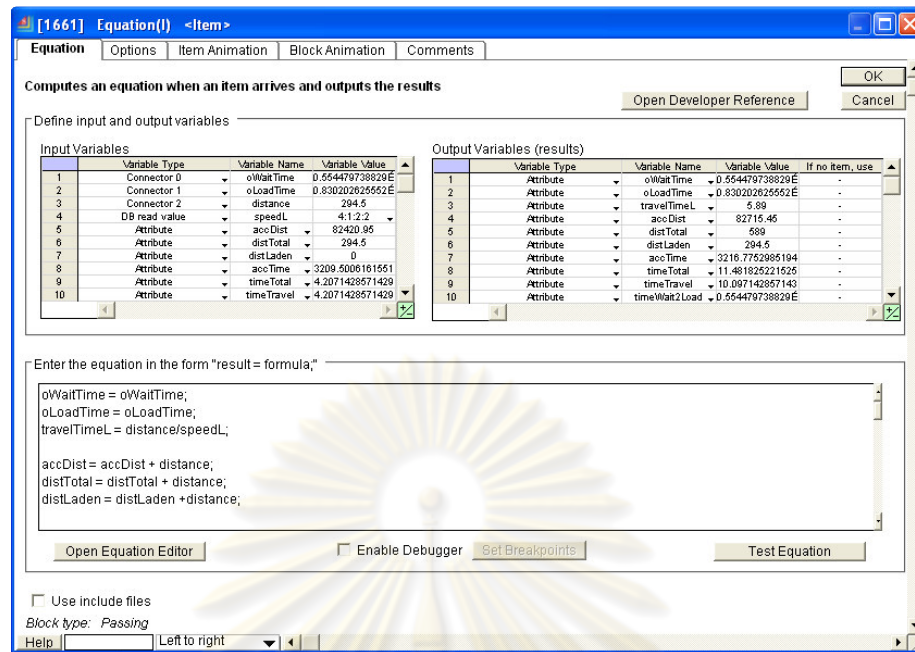 [1661] Equation(I) <Item>
Equation Options Item Animation Block Animation Comments
Computes an equation when an item arrives and outputs the results
OK
Open Developer Reference Cancel
Define input and output variables
Input Variables
Variable Type Variable Name Variable Value
1 Connector 0 oWaitTime 0.554479738829É
2 Connector 1 oLoadTime 0.830202625552É
3 Connector 2 distance 294.5
4 DB read value speedL 4:1:2:2
5 Attribute accDist 82420.95
6 Attribute distTotal 294.5
7 Attribute distLaden 0
8 Attribute accTime 3209.5006161551
9 Attribute timeTotal 4.2071428571429
10 Attribute timeTravel 4.2071428571429
Output Variables (results)
Variable Type Variable Name Variable Value If no item, use
1 Attribute oWaitTime 0.554479738829É -
2 Attribute oLoadTime 0.830202625552É -
3 Attribute travelTimeL 5.89 -
4 Attribute accDist 82715.45 -
5 Attribute distTotal 589 -
6 Attribute distLaden 294.5 -
7 Attribute accTime 3216.7752985194 -
8 Attribute timeTotal 11.481825221525 -
9 Attribute timeTravel 10.097142857143 -
10 Attribute timeWait2Load 0.554479738829É -
Enter the equation in the form "result = formula;"
oWaitTime = oWaitTime;
oLoadTime = oLoadTime;
travelTimeL = distance/speedL;
accDist = accDist + distance;
distTotal = distTotal + distance;
distLaden = distLaden +distance;
Open Equation Editor Enable Debugger Set Breakpoints Test Equation
Use include files
Block type: Passing
Help Left to right